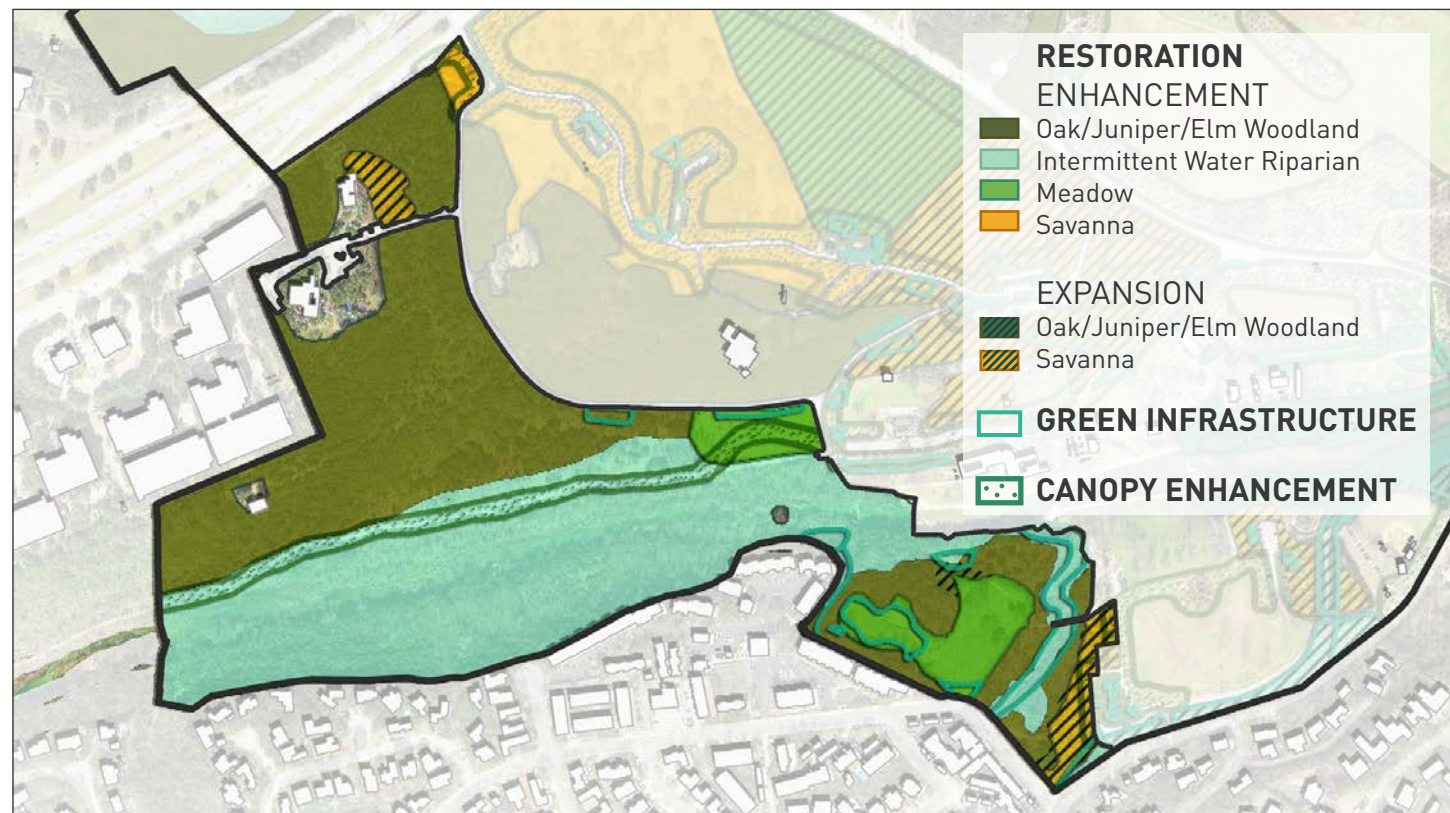 RESTORATION
ENHANCEMENT
Oak/Juniper/Elm Woodland
Intermittent Water Riparian
Meadow
Savanna
EXPANSION
Oak/Juniper/Elm Woodland
Savanna
GREEN INFRASTRUCTURE
CANOPY ENHANCEMENT